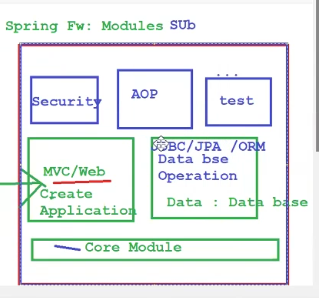 Spring Fw: Modules SUb
...
Security
AOP
test
BC/JPA /ORM
Data bse
Operation
Data : Data base
MVC/Web
Create
Application
Core Module